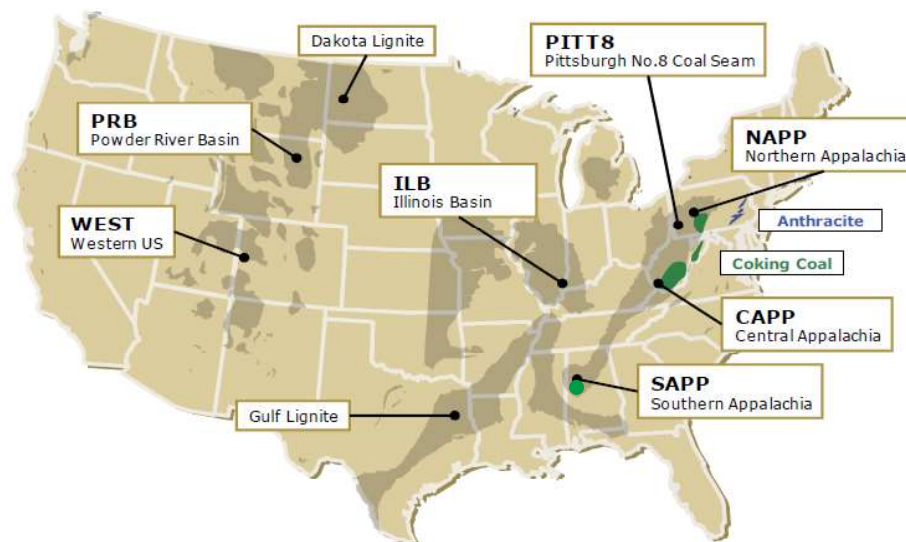 Dakota Lignite
PITT8
Pittsburgh No.8 Coal Seam
PRB
Powder River Basin
NAPP
Northern Appalachia
ILB
Illinois Basin
WEST
Western US
Anthracite
Coking Coal
CAPP
Central Appalachia
SAPP
Southern Appalachia
Gulf Lignite